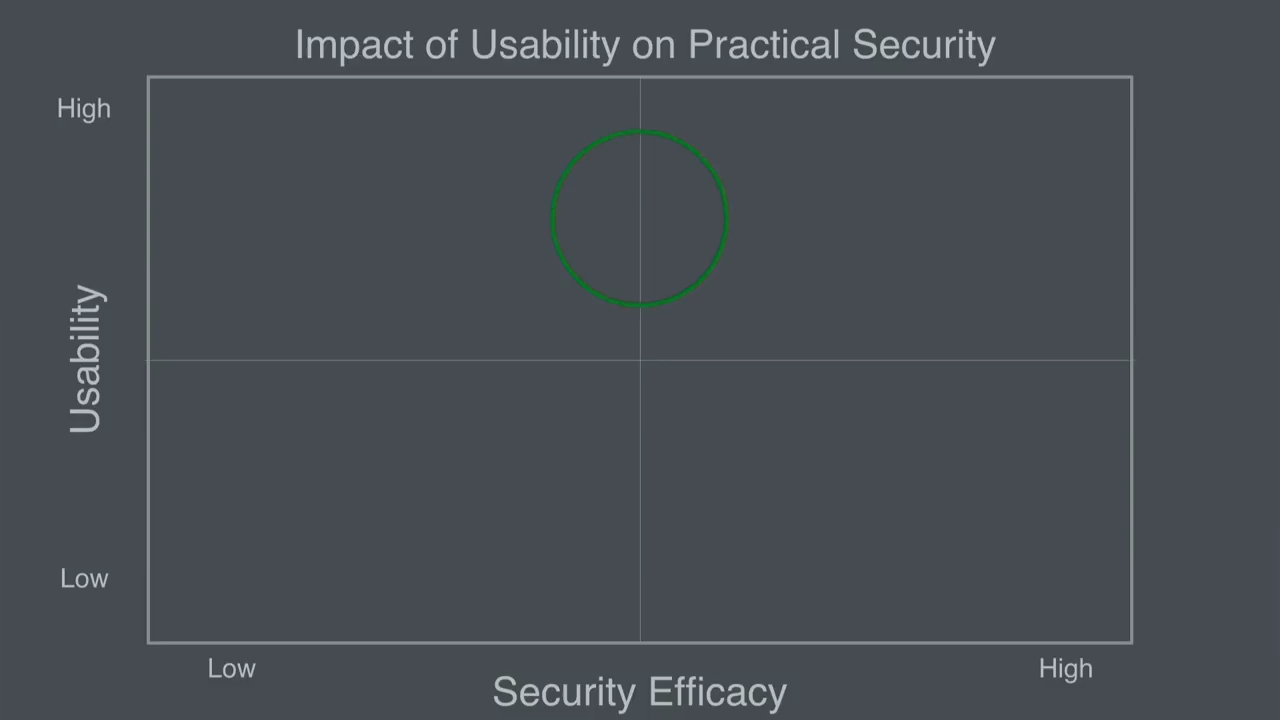 Impact of Usability on Practical Security
High
Usability
Low
Low
High
Security Efficacy